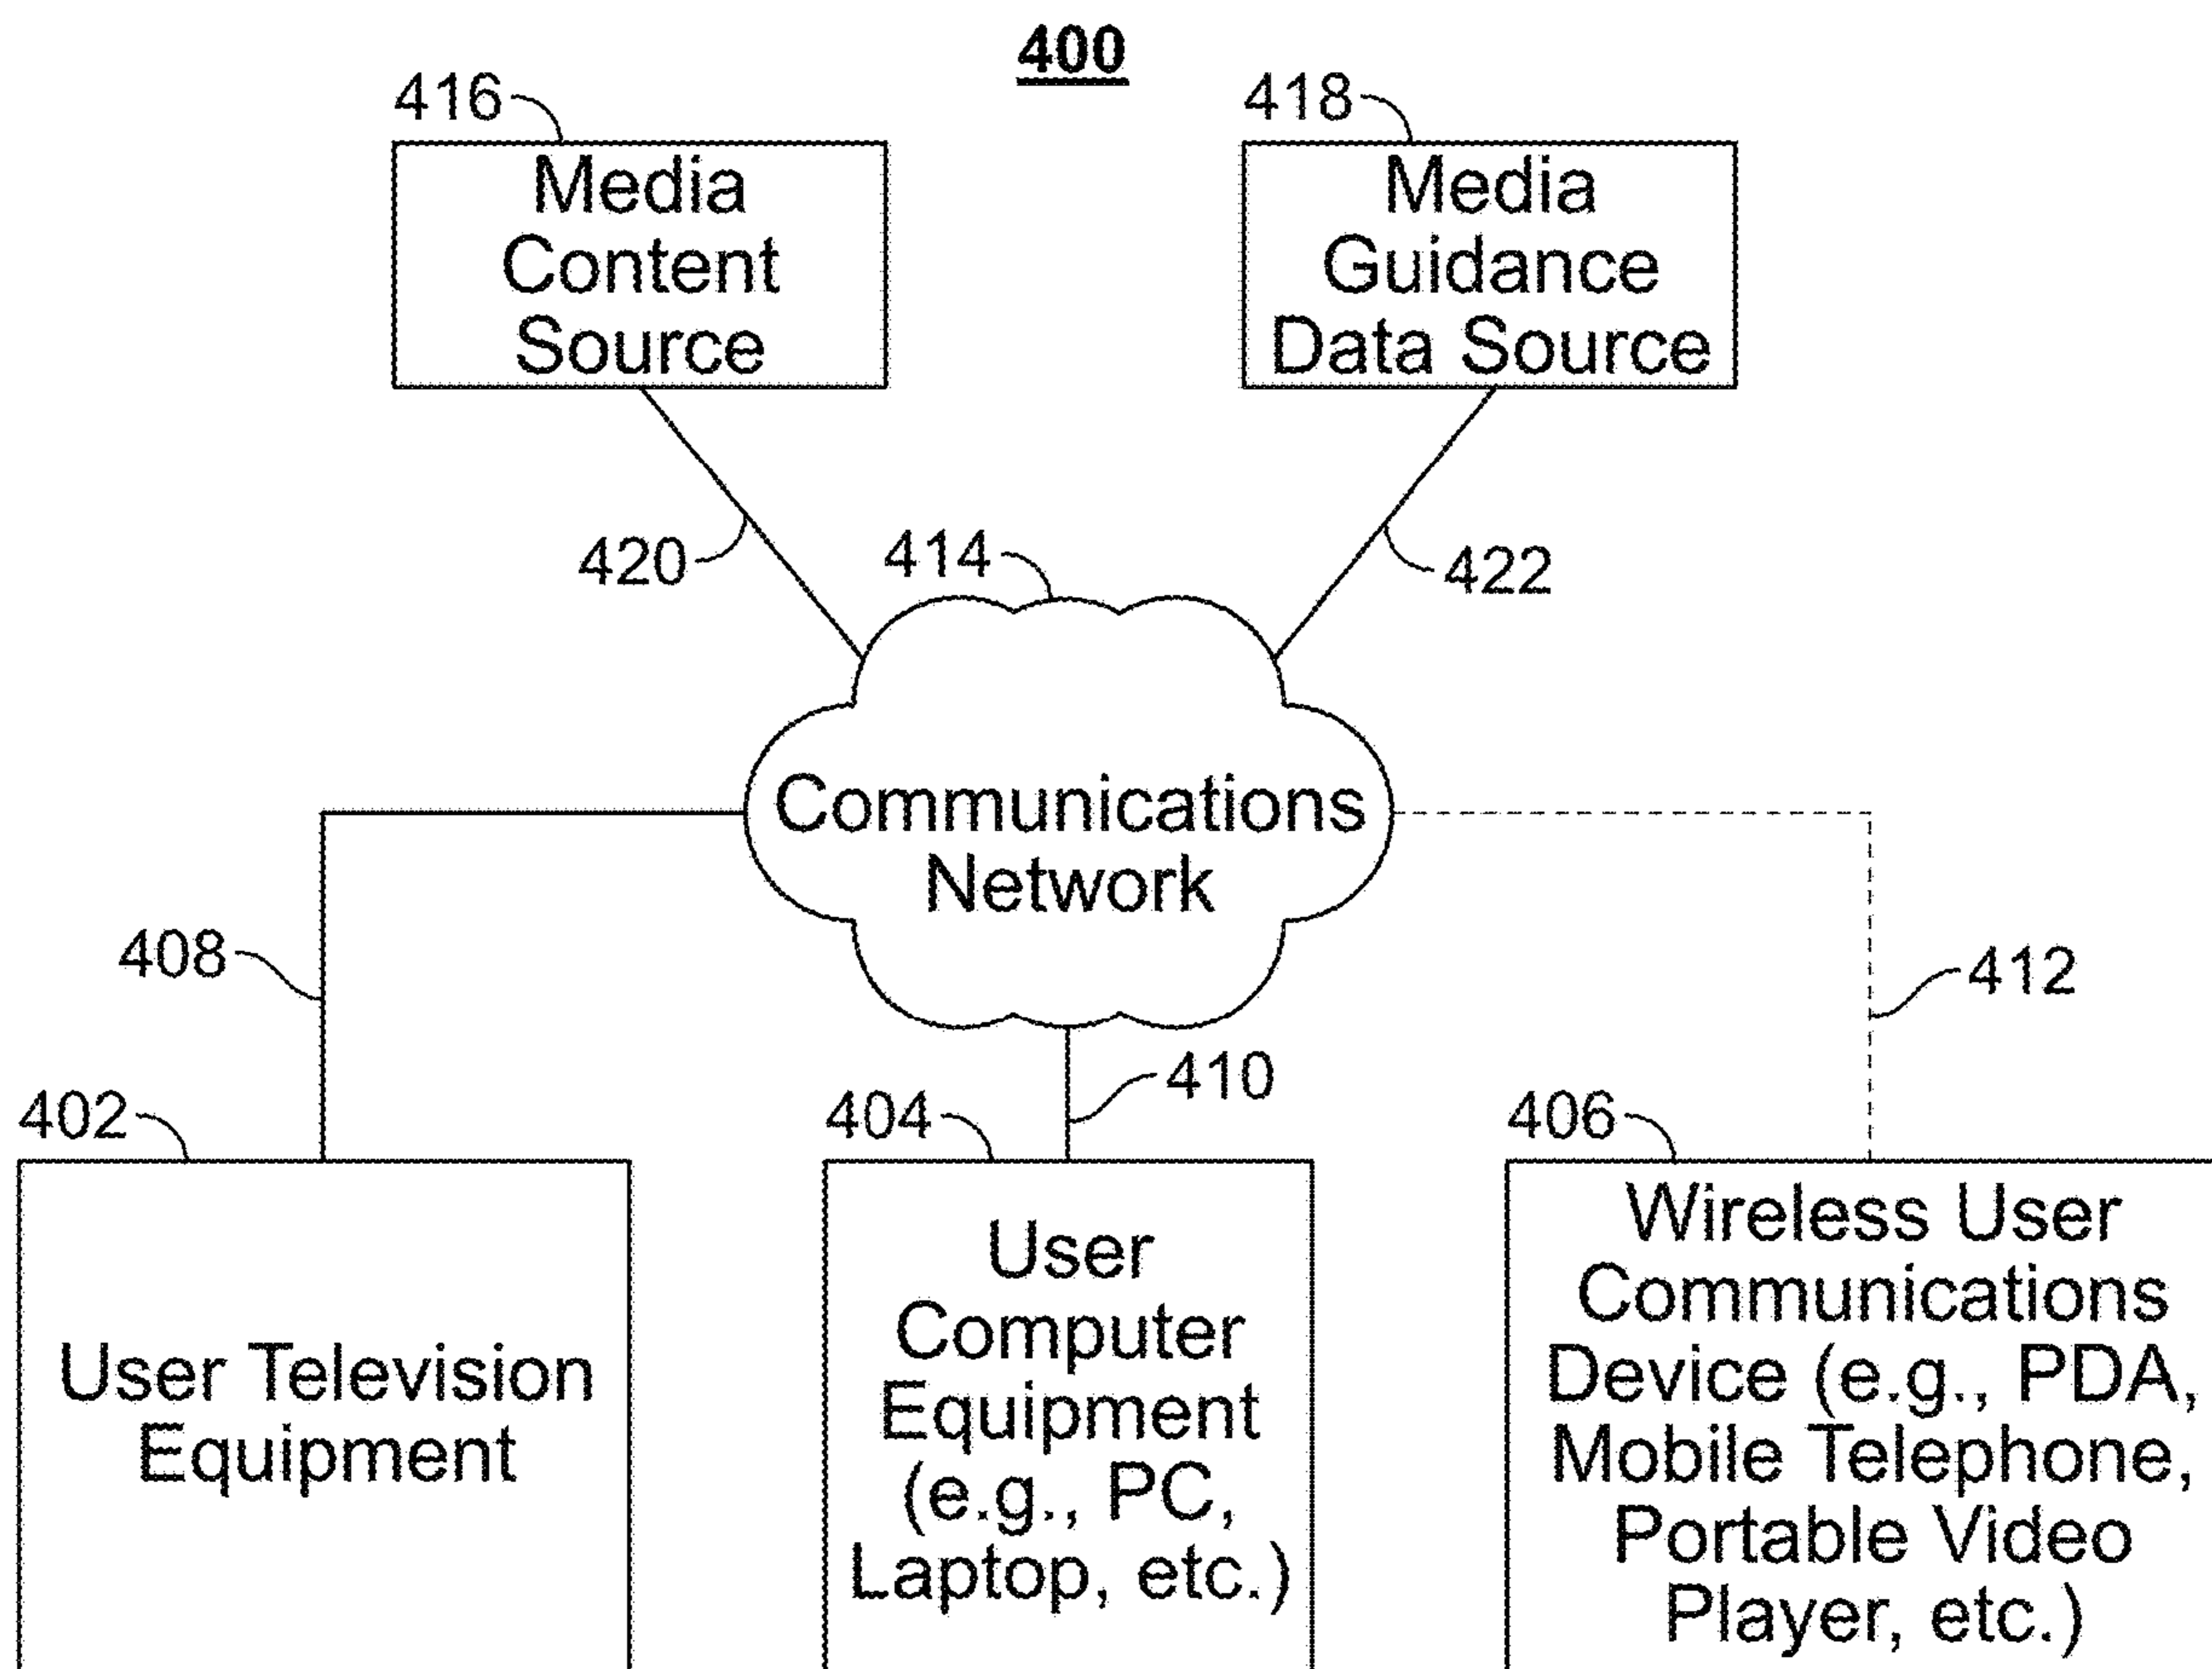 400
416
418
Media
Content
Source
Media
Guidance
Data Source
420
414
422
Communications
Network
408
412
410
402
404
406
User Television
Equipment
User
Computer
Equipment
(e.g., PC,
Laptop, etc.)
Wireless User
Communications
Device (e.g., PDA,
Mobile Telephone,
Portable Video
Player, etc.)